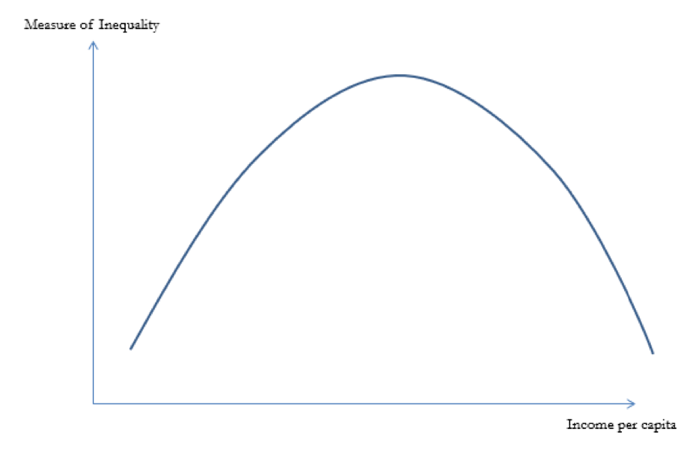 Measure of Inequality
Income per capita